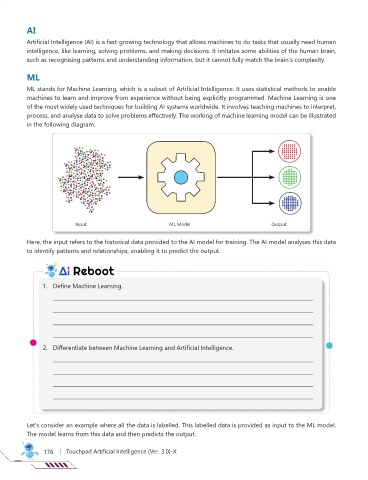 AI
Artificial Intelligence (AI) is a fast-growing technology that allows machines to do tasks that usually need human
intelligence, like learning, solving problems, and making decisions. It imitates some abilities of the human brain,
such as recognising patterns and understanding information, but it cannot fully match the brain's complexity.
ML
ML stands for Machine Learning, which is a subset of Artificial Intelligence. It uses statistical methods to enable
machines to learn and improve from experience without being explicitly programmed. Machine Learning is one
of the most widely used techniques for building AI systems worldwide. It involves teaching machines to interpret,
process, and analyse data to solve problems effectively. The working of machine learning model can be illustrated
in the following diagram:
Input ML Model Output
Here, the input refers to the historical data provided to the AI model for training. The AI model analyses this data
to identify patterns and relationships, enabling it to predict the output.
Ai Reboot
1. Define Machine Learning.
2. Differentiate between Machine Learning and Artificial Intelligence.
Let's consider an example where all the data is labelled. This labelled data is provided as input to the ML model.
The model learns from this data and then predicts the output.
176 | Touchpad Artificial Intelligence (Ver. 3.0)-X